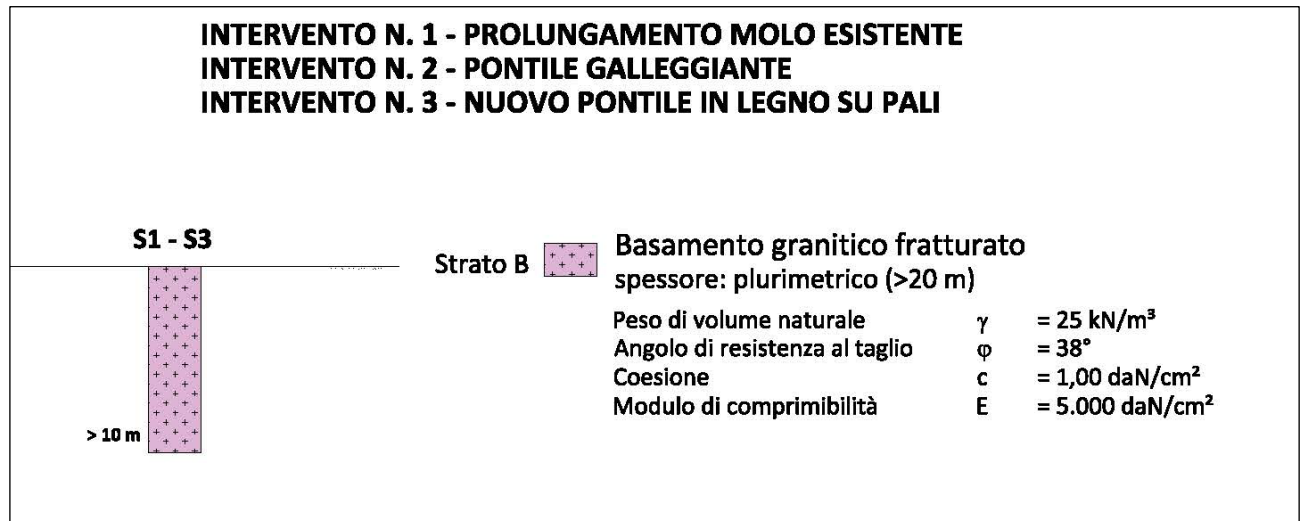 INTERVENTO N. 1 - PROLUNGAMENTO MOLO ESISTENTE
INTERVENTO N. 2 - PONTILE GALLEGGIANTE
INTERVENTO N. 3 - NUOVO PONTILE IN LEGNO SU PALI
S1 - S3
> 10 m
Strato B
Basamento granitico fratturato
spessore: plurimetrico (>20 m)
Peso di volume naturale γ = 25 kN/m³
Angolo di resistenza al taglio φ = 38°
Coesione c = 1,00 daN/cm²
Modulo di comprimibilità E = 5.000 daN/cm²